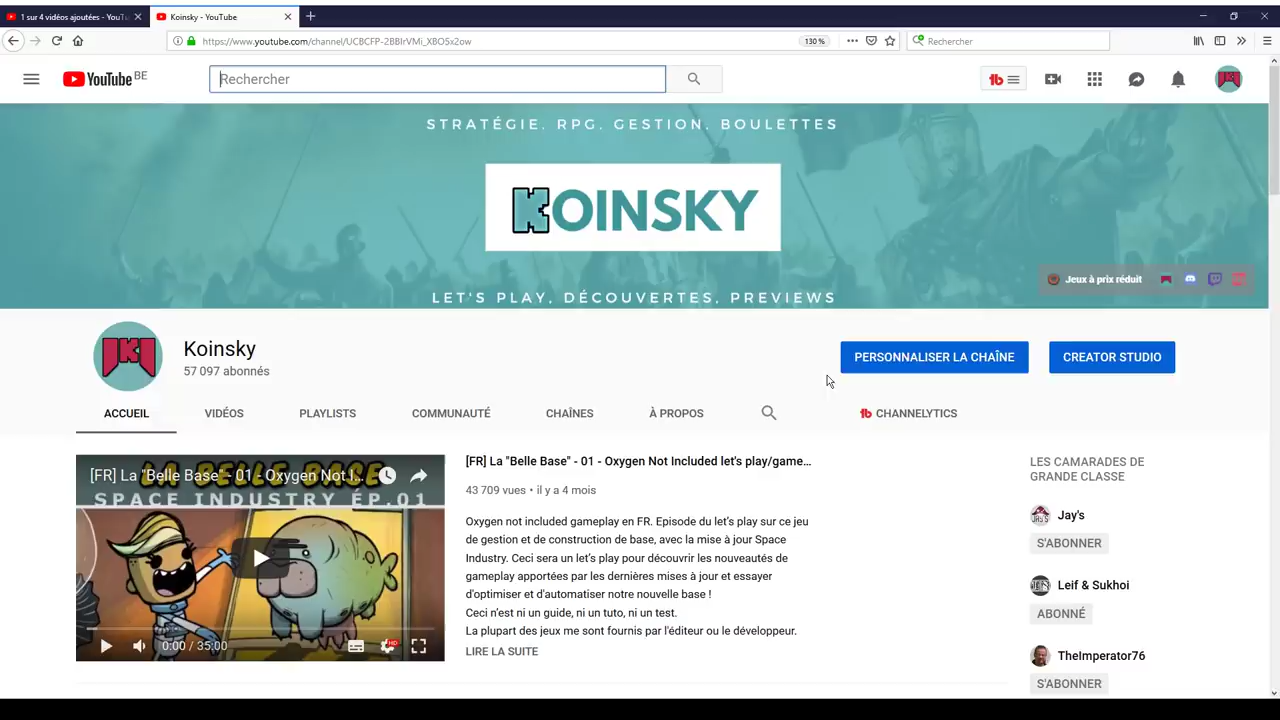 1 sur 4 vidéos ajoutées - YouTu
Koinsky - YouTube
https://www.youtube.com/channel/UCBCFP-2BBIrVMi_XBO5x2ow
130 %
Rechercher
YouTube BE
Rechercher
STRATÉGIE. RPG. GESTION. BOULETTES
KOINSKY
LET'S PLAY, DÉCOUVERTES, PREVIEWS
Jeux à prix réduit
Koinsky
57 097 abonnés
PERSONNALISER LA CHAÎNE
CREATOR STUDIO
ACCUEIL
VIDÉOS
PLAYLISTS
COMMUNAUTÉ
CHAÎNES
À PROPOS
CHANNELYTICS
[FR] La "Belle Base" - 01 - Oxygen Not I...
LA BELLE BASE
SPACE INDUSTRY ÉP.01
0:00 / 35:00
HD
[FR] La "Belle Base" - 01 - Oxygen Not Included let's play/game...
43 709 vues • il y a 4 mois
Oxygen not included gameplay en FR. Episode du let's play sur ce jeu
de gestion et de construction de base, avec la mise à jour Space
Industry. Ceci sera un let's play pour découvrir les nouveautés de
gameplay apportées par les dernières mises à jour et essayer
d'optimiser et d'automatiser notre nouvelle base !
Ceci n'est ni un guide, ni un tuto, ni un test.
La plupart des jeux me sont fournis par l'éditeur ou le développeur.
LIRE LA SUITE
LES CAMARADES DE
GRANDE CLASSE
Jay's
S'ABONNER
Leif & Sukhoi
ABONNÉ
TheImperator76
S'ABONNER